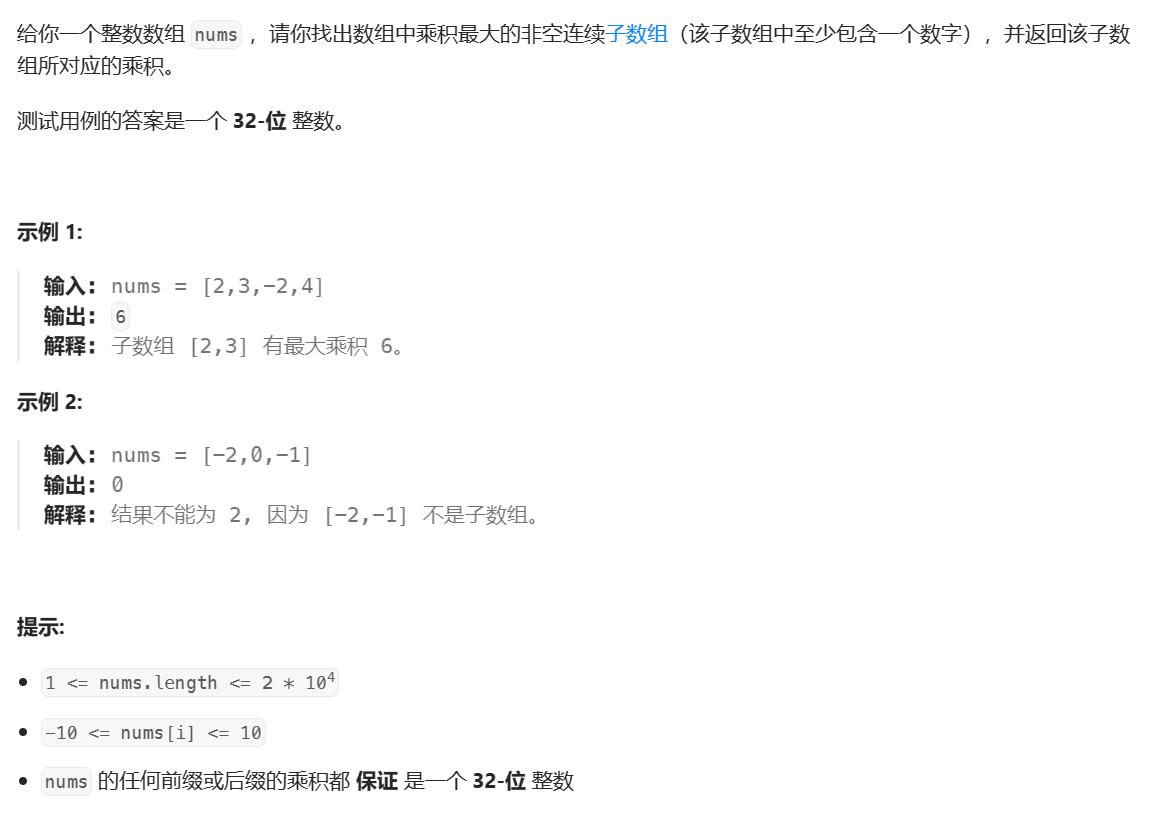 给你一个整数数组 nums ，请你找出数组中乘积最大的非空连续子数组（该子数组中至少包含一个数字），并返回该子数
组所对应的乘积。
测试用例的答案是一个 32-位 整数。
示例 1:
输入： nums = [2,3,-2,4]
输出： 6
解释： 子数组 [2,3] 有最大乘积 6。
示例 2:
输入： nums = [-2,0,-1]
输出： 0
解释： 结果不能为 2, 因为 [-2,-1] 不是子数组。
提示:
• 1 <= nums.length <= 2 * 10⁴
• -10 <= nums[i] <= 10
• nums 的任何前缀或后缀的乘积都 保证 是一个 32-位 整数